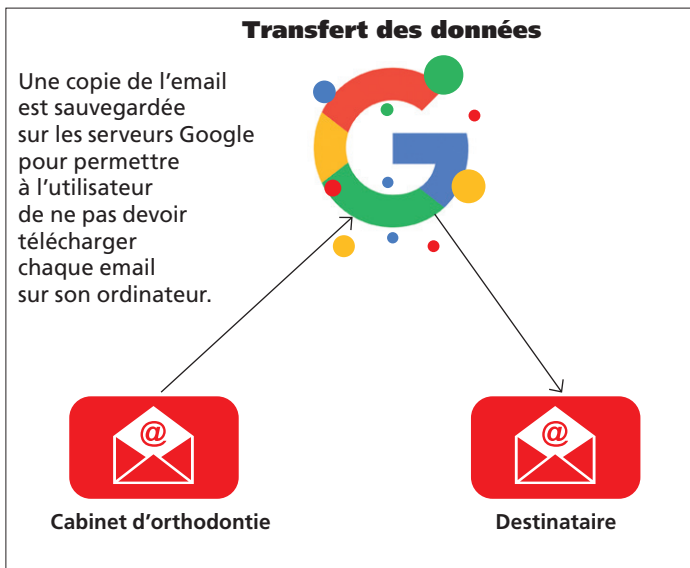 Transfert des données
Une copie de l'email
est sauvegardée
sur les serveurs Google
pour permettre
à l'utilisateur
de ne pas devoir
télécharger
chaque email
sur son ordinateur.
@
@
Cabinet d'orthodontie
Destinataire